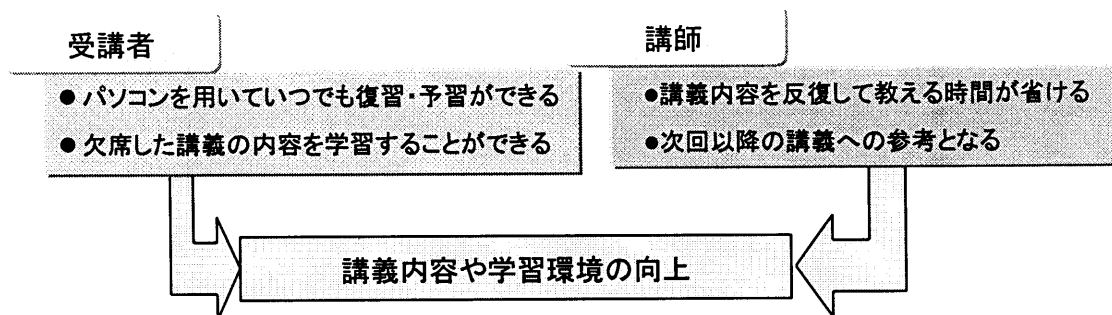 受講者
●パソコンを用いていつでも復習・予習ができる
●欠席した講義の内容を学習することができる
講師
●講義内容を反復して教える時間が省ける
●次回以降の講義への参考となる
講義内容や学習環境の向上